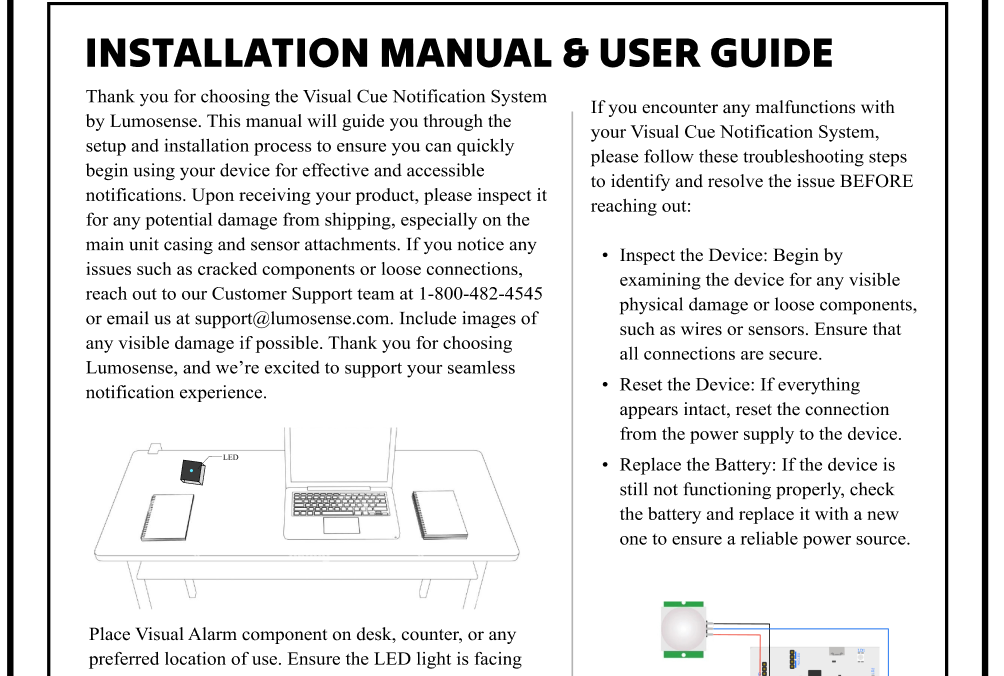 INSTALLATION MANUAL & USER GUIDE
Thank you for choosing the Visual Cue Notification System
by Lumosense. This manual will guide you through the
setup and installation process to ensure you can quickly
begin using your device for effective and accessible
notifications. Upon receiving your product, please inspect it
for any potential damage from shipping, especially on the
main unit casing and sensor attachments. If you notice any
issues such as cracked components or loose connections,
reach out to our Customer Support team at 1-800-482-4545
or email us at support@lumosense.com. Include images of
any visible damage if possible. Thank you for choosing
Lumosense, and we’re excited to support your seamless
notification experience.
LED
Place Visual Alarm component on desk, counter, or any
preferred location of use. Ensure the LED light is facing
If you encounter any malfunctions with
your Visual Cue Notification System,
please follow these troubleshooting steps
to identify and resolve the issue BEFORE
reaching out:
• Inspect the Device: Begin by
examining the device for any visible
physical damage or loose components,
such as wires or sensors. Ensure that
all connections are secure.
• Reset the Device: If everything
appears intact, reset the connection
from the power supply to the device.
• Replace the Battery: If the device is
still not functioning properly, check
the battery and replace it with a new
one to ensure a reliable power source.